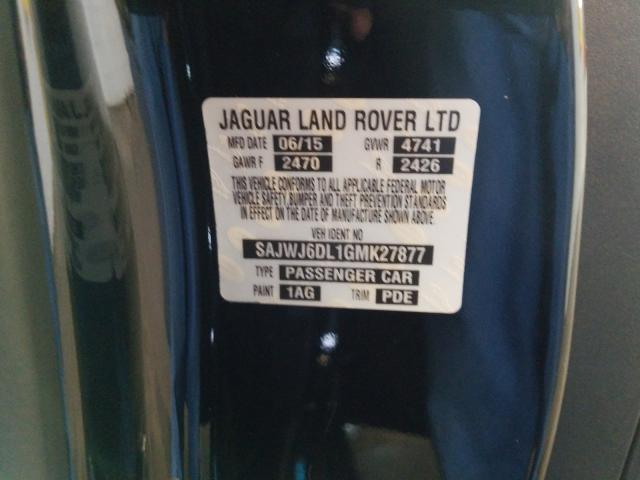 JAGUAR LAND ROVER LTD
MFD DATE 06/15 GVWR 4741
GAWR F 2470 R 2426
THIS VEHICLE CONFORMS TO ALL APPLICABLE FEDERAL MOTOR
VEHICLE SAFETY, BUMPER AND THEFT PREVENTION STANDARDS
IN EFFECT ON THE DATE OF MANUFACTURE SHOWN ABOVE.
VEH IDENT NO
SAJWJ6DL1GMK27877
TYPE PASSENGER CAR
PAINT 1AG TRIM PDE